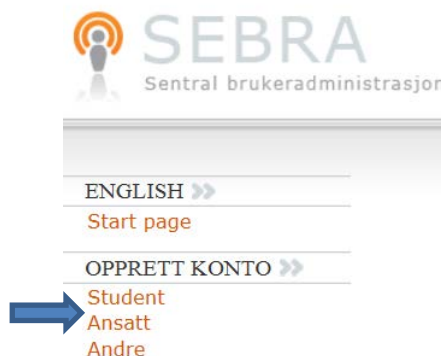 SEBRA
Sentral brukeradministrasjon
ENGLISH >>
Start page
OPPRETT KONTO >>
Student
Ansatt
Andre